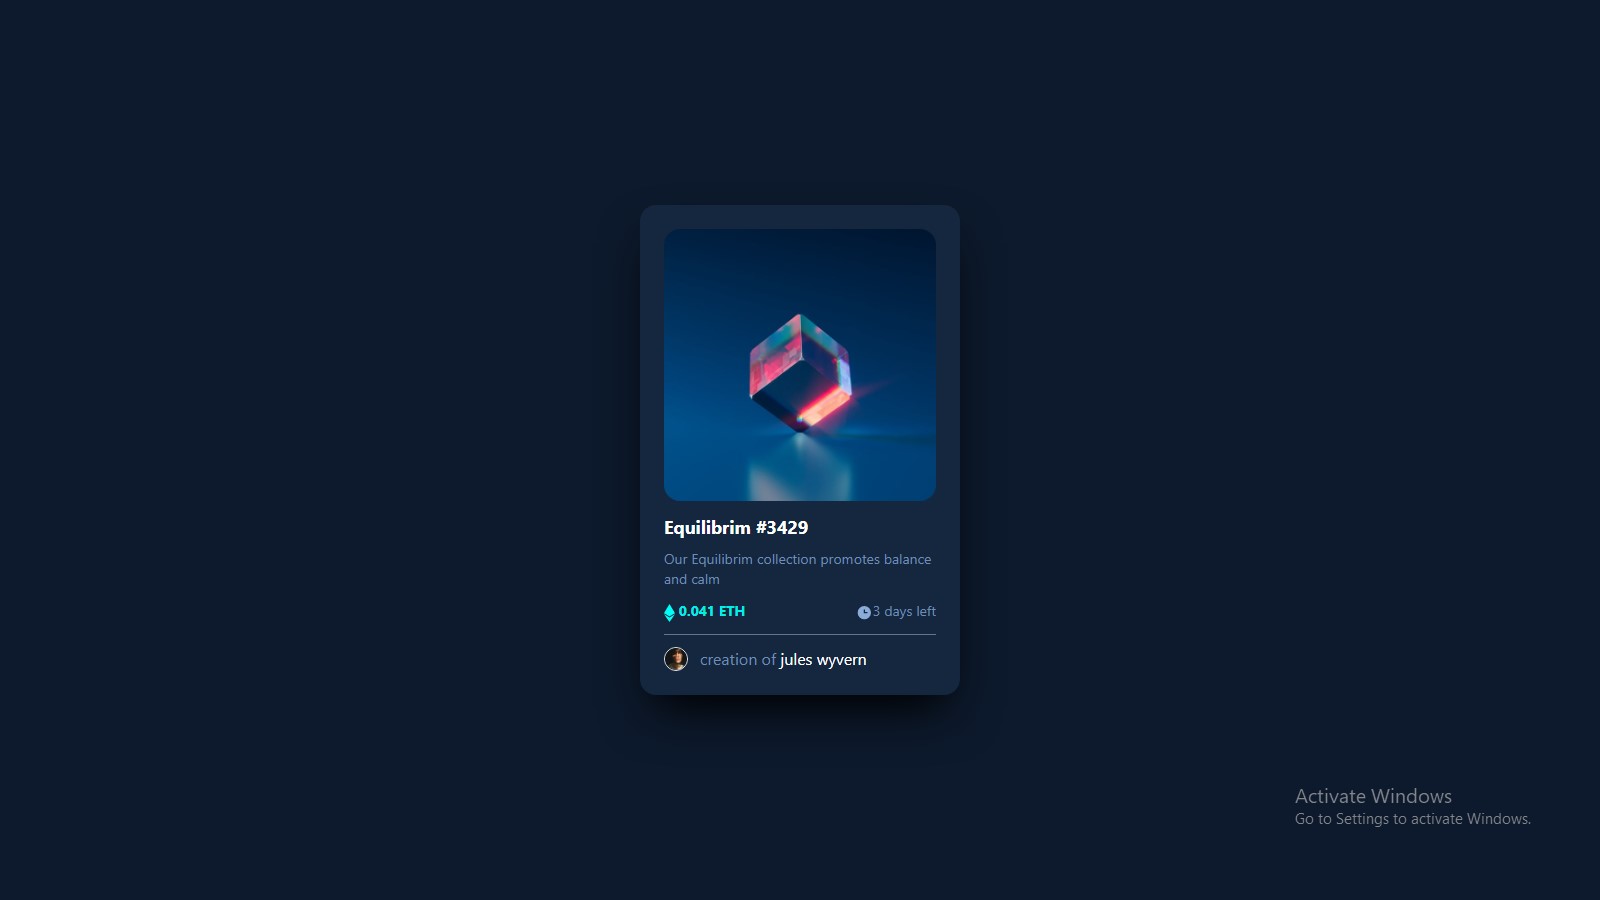 Equilibrim #3429
Our Equilibrim collection promotes balance
and calm
0.041 ETH
3 days left
creation of jules wyvern
Activate Windows
Go to Settings to activate Windows.